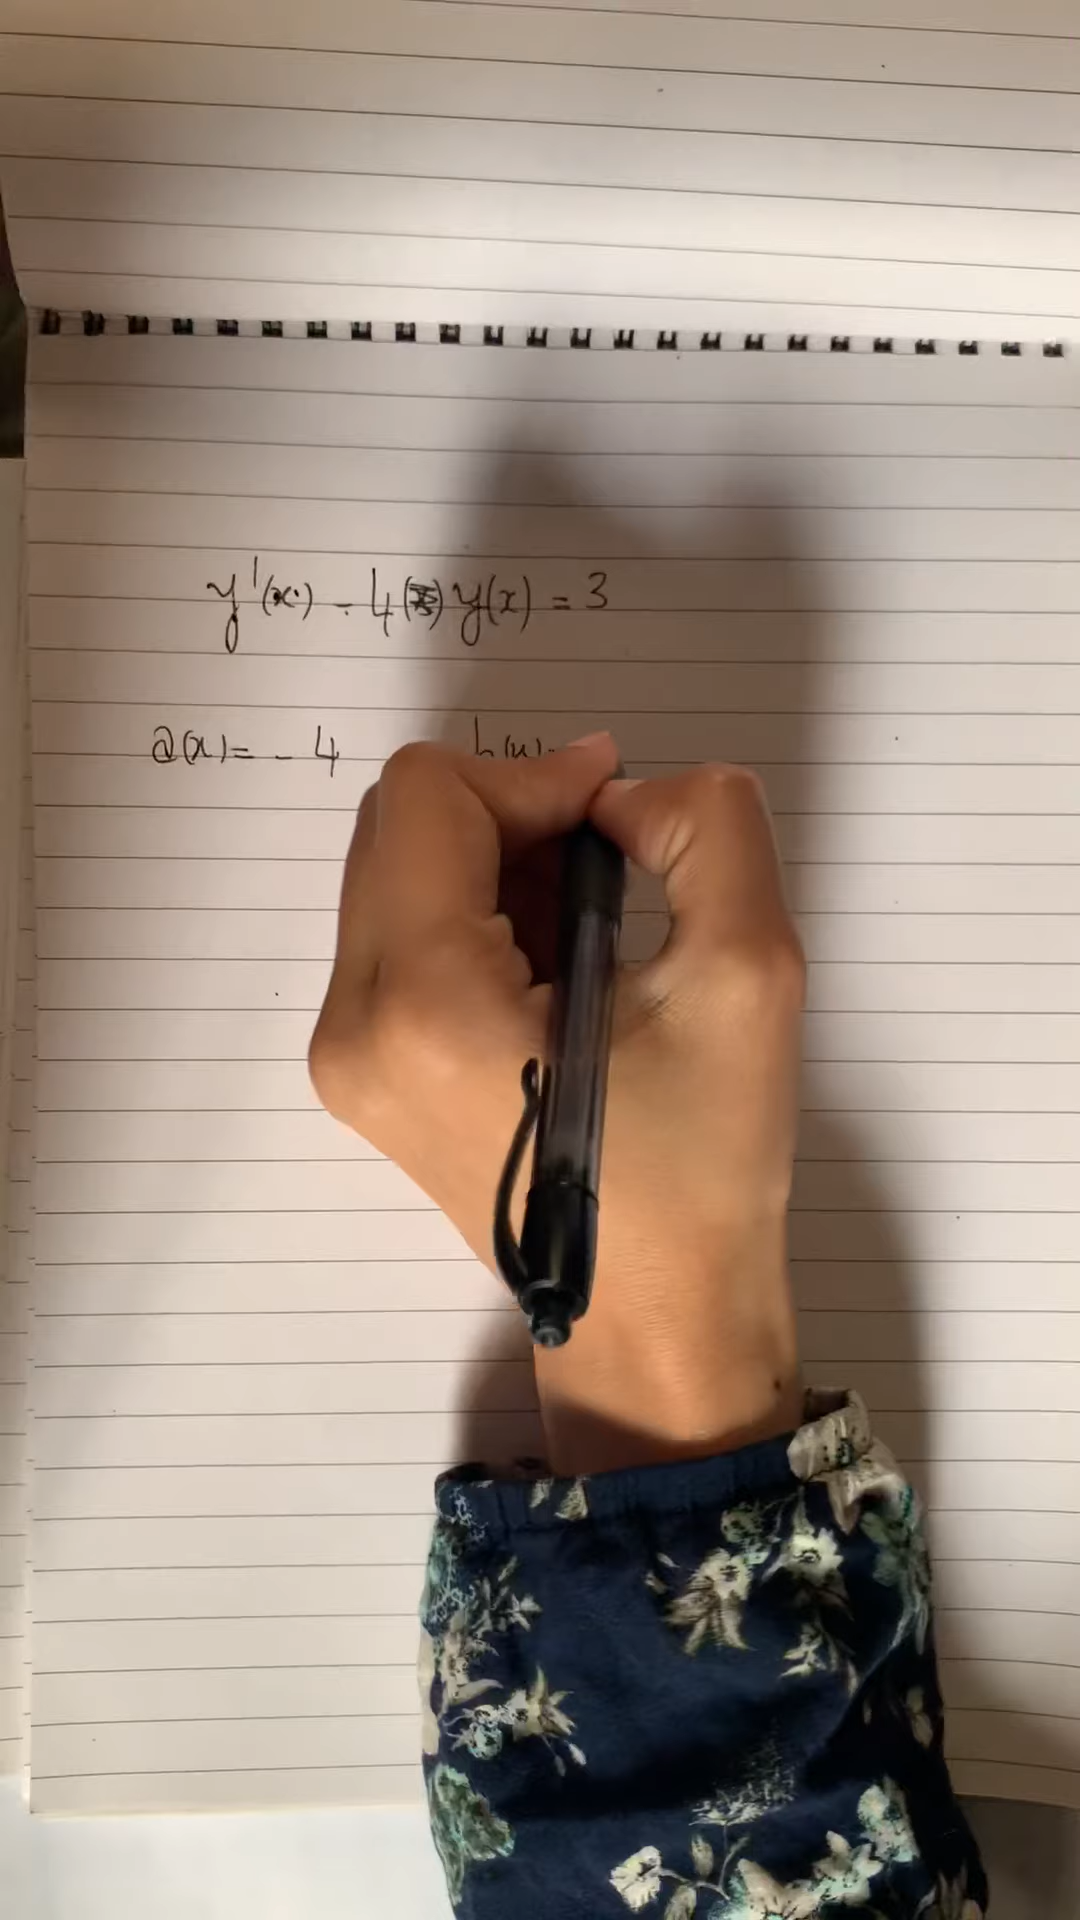 y'(x) - 4 y(x) = 3
a(x) = - 4 b(x) =